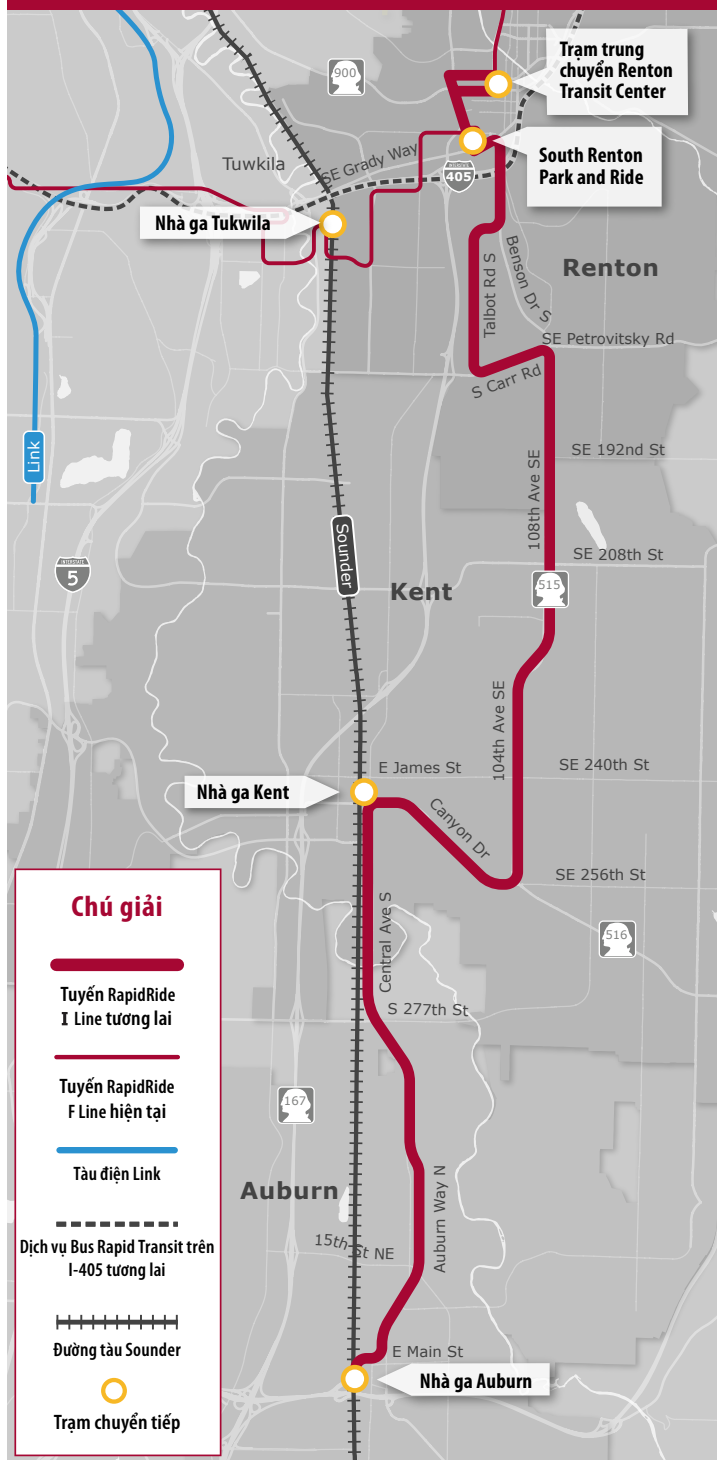 Trạm trung
chuyển Renton
Transit Center
900
SE Grady Way
Tuwkila
South Renton
Park and Ride
INTERSTATE
405
Nhà ga Tukwila
Renton
Talbot Rd S
Benson Dr S
SE Petrovitsky Rd
S Carr Rd
Link
SE 192nd St
108th Ave SE
Sounder
SE 208th St
INTERSTATE
5
515
Kent
104th Ave SE
E James St
SE 240th St
Nhà ga Kent
Canyon Dr
SE 256th St
516
Central Ave S
S 277th St
167
Auburn
Auburn Way N
15th St NE
E Main St
Nhà ga Auburn
Chú giải
Tuyến RapidRide
I Line tương lai
Tuyến RapidRide
F Line hiện tại
Tàu điện Link
Dịch vụ Bus Rapid Transit trên
I-405 tương lai
Đường tàu Sounder
Trạm chuyển tiếp